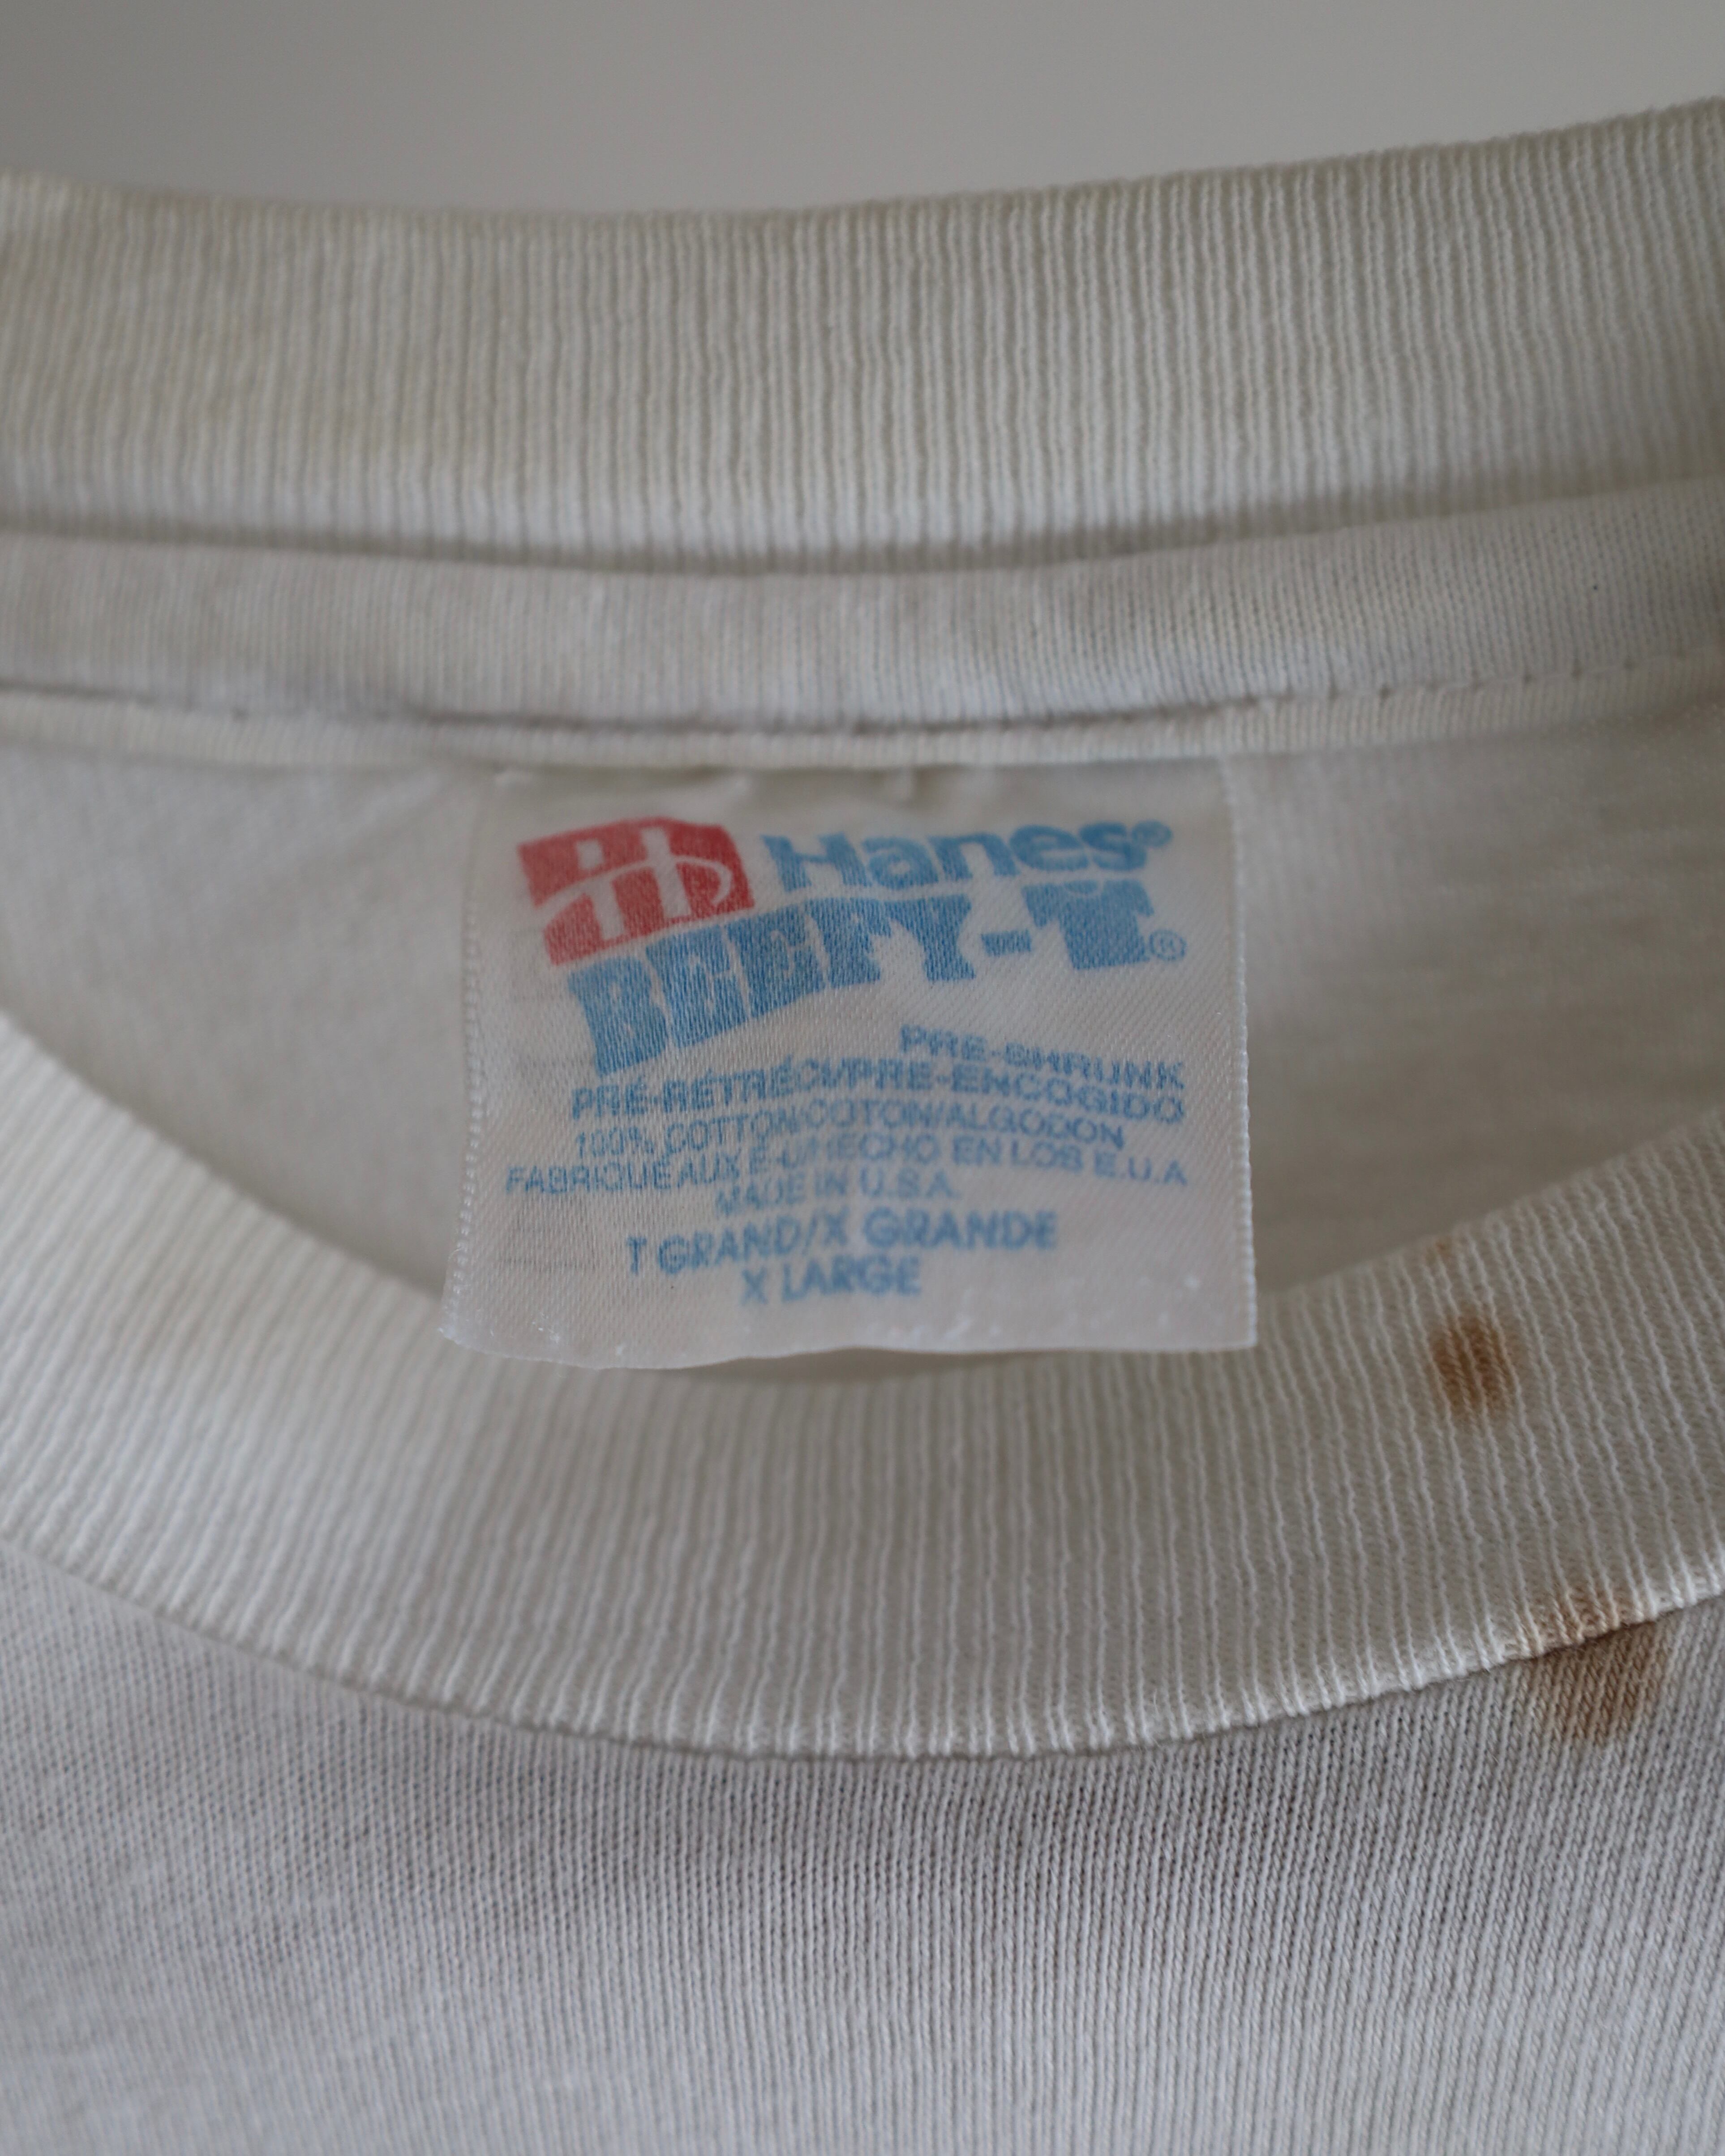 Hanes®
BEEFY-T®
PRE-SHRUNK
PRÉ-RÉTRÉCI/PRE-ENCOGIDO
100% COTTON/COTON/ALGODON
FABRIQUÉ AUX É-U/HECHO EN LOS E.U.A
MADE IN U.S.A.
T GRAND/X GRANDE
X LARGE